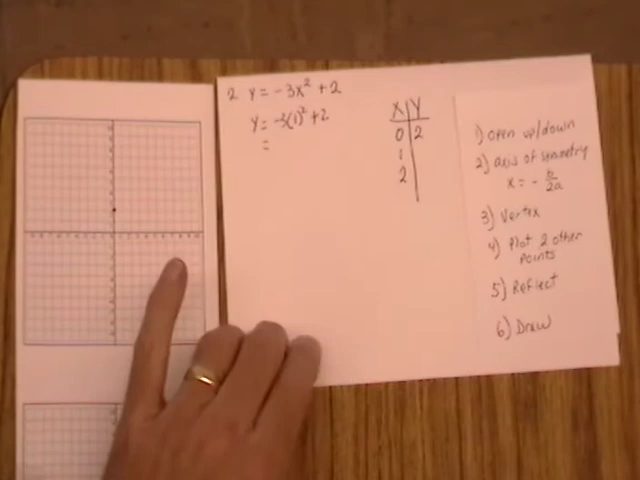 2 y = -3x² + 2
y = -3(1)² + 2
=
X | Y
0 | 2
1
2
1) open up/down
2) axis of symmetry
x = - b/2a
3) Vertex
4) Plot 2 other
points
5) Reflect
6) Draw